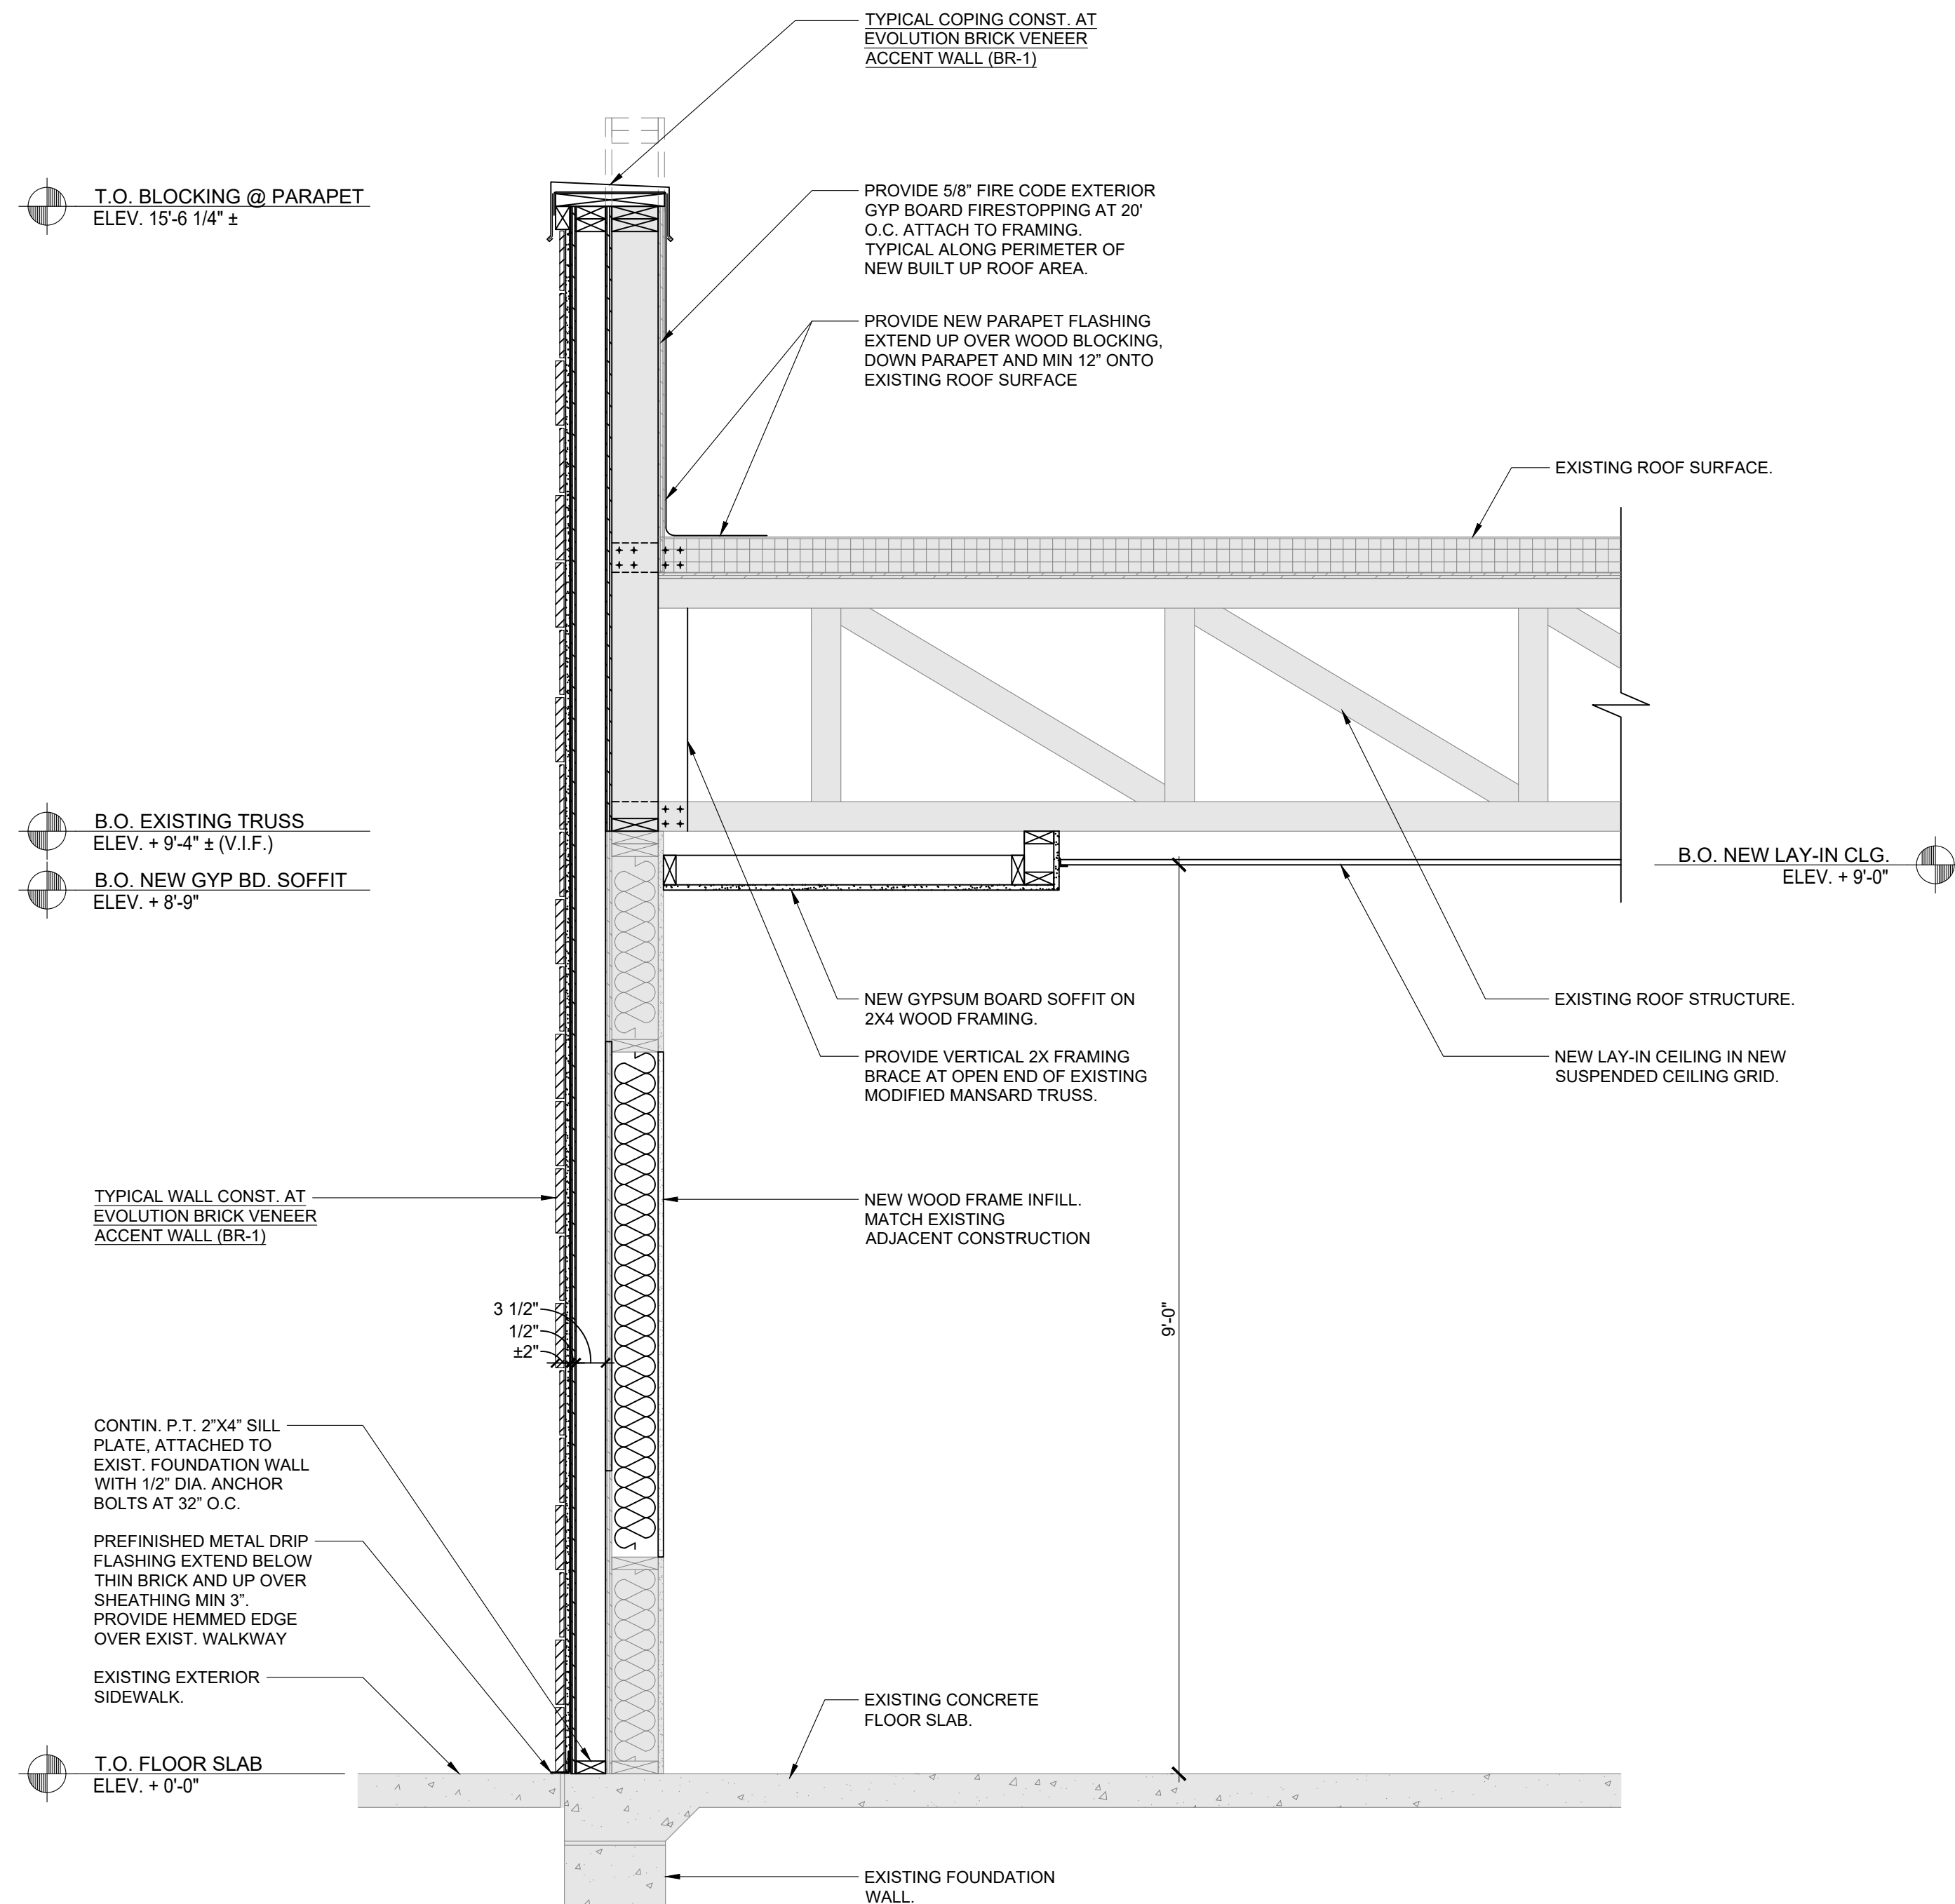 TYPICAL COPING CONST. AT
EVOLUTION BRICK VENEER
ACCENT WALL (BR-1)
T.O. BLOCKING @ PARAPET
ELEV. 15'-6 1/4" ±
PROVIDE 5/8” FIRE CODE EXTERIOR
GYP BOARD FIRESTOPPING AT 20'
O.C. ATTACH TO FRAMING.
TYPICAL ALONG PERIMETER OF
NEW BUILT UP ROOF AREA.
PROVIDE NEW PARAPET FLASHING
EXTEND UP OVER WOOD BLOCKING,
DOWN PARAPET AND MIN 12” ONTO
EXISTING ROOF SURFACE
EXISTING ROOF SURFACE.
B.O. EXISTING TRUSS
ELEV. + 9'-4" ± (V.I.F.)
B.O. NEW GYP BD. SOFFIT
ELEV. + 8'-9"
B.O. NEW LAY-IN CLG.
ELEV. + 9'-0"
NEW GYPSUM BOARD SOFFIT ON
2X4 WOOD FRAMING.
EXISTING ROOF STRUCTURE.
PROVIDE VERTICAL 2X FRAMING
BRACE AT OPEN END OF EXISTING
MODIFIED MANSARD TRUSS.
NEW LAY-IN CEILING IN NEW
SUSPENDED CEILING GRID.
TYPICAL WALL CONST. AT
EVOLUTION BRICK VENEER
ACCENT WALL (BR-1)
NEW WOOD FRAME INFILL.
MATCH EXISTING
ADJACENT CONSTRUCTION
3 1/2"
1/2"
±2"
9'-0"
CONTIN. P.T. 2”X4” SILL
PLATE, ATTACHED TO
EXIST. FOUNDATION WALL
WITH 1/2” DIA. ANCHOR
BOLTS AT 32” O.C.
PREFINISHED METAL DRIP
FLASHING EXTEND BELOW
THIN BRICK AND UP OVER
SHEATHING MIN 3”.
PROVIDE HEMMED EDGE
OVER EXIST. WALKWAY
EXISTING EXTERIOR
SIDEWALK.
EXISTING CONCRETE
FLOOR SLAB.
T.O. FLOOR SLAB
ELEV. + 0'-0"
EXISTING FOUNDATION
WALL.